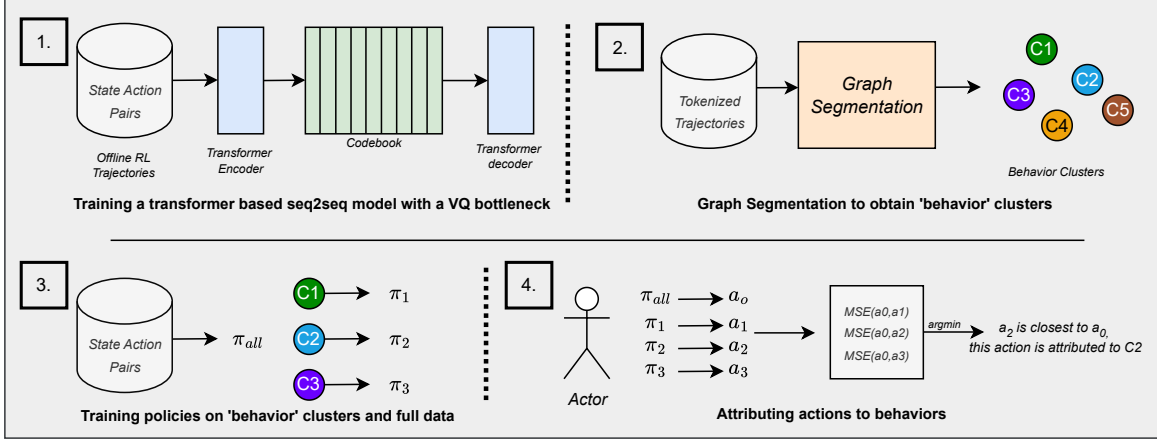 1.
State Action
Pairs
Offline RL
Trajectories
Transformer
Encoder
Codebook
Transformer
decoder
Training a transformer based seq2seq model with a VQ bottleneck
2.
Tokenized
Trajectories
Graph
Segmentation
C1
C2
C3
C5
C4
Behavior Clusters
Graph Segmentation to obtain 'behavior' clusters
3.
State Action
Pairs
π_all
C1 π_1
C2 π_2
C3 π_3
Training policies on 'behavior' clusters and full data
4.
Actor
π_all a_o
π_1 a_1
π_2 a_2
π_3 a_3
MSE(a0,a1)
MSE(a0,a2)
MSE(a0,a3)
argmin
a_2 is closest to a_0,
this action is attributed to C2
Attributing actions to behaviors